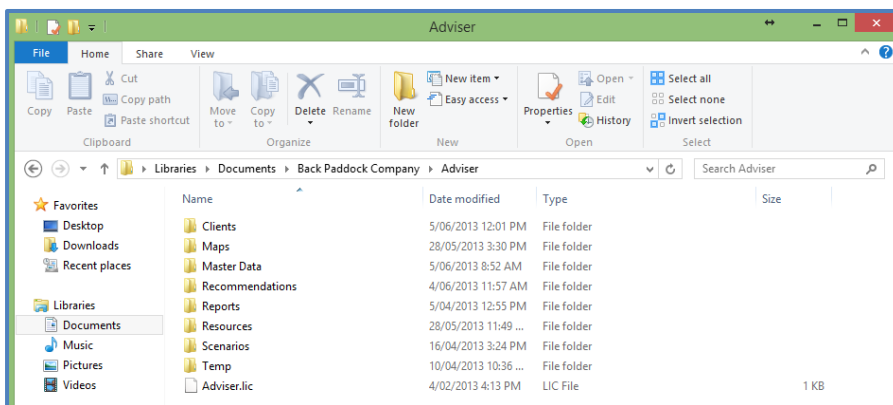 Adviser
File Home Share View
Copy Paste Cut
Copy path
Paste shortcut
Move to Copy to Delete Rename New folder
New item
Easy access
Properties Open
Edit
History
Select all
Select none
Invert selection
Clipboard Organize New Open Select
Libraries Documents Back Paddock Company Adviser Search Adviser
Name Date modified Type Size
Favorites
Desktop
Downloads
Recent places
Libraries
Documents
Music
Pictures
Videos
Clients 5/06/2013 12:01 PM File folder
Maps 28/05/2013 3:30 PM File folder
Master Data 5/06/2013 8:52 AM File folder
Recommendations 4/06/2013 11:57 AM File folder
Reports 5/04/2013 12:55 PM File folder
Resources 28/05/2013 11:49 ... File folder
Scenarios 16/04/2013 3:24 PM File folder
Temp 10/04/2013 10:36 ... File folder
Adviser.lic 4/02/2013 4:13 PM LIC File 1 KB